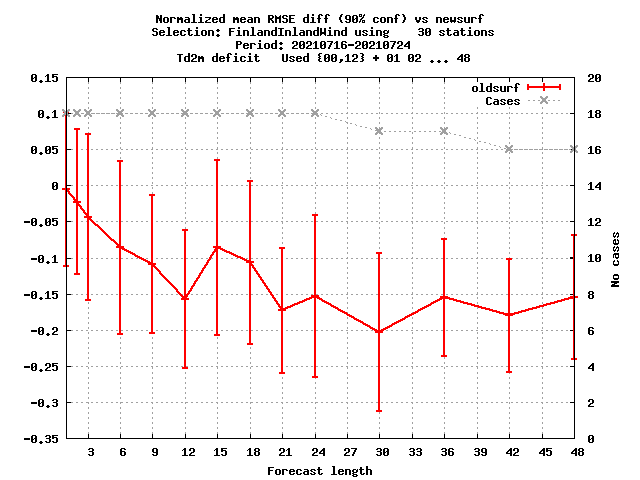 Normalized mean RMSE diff (90% conf) vs newsurf
Selection: FinlandInlandWind using    30 stations
Period: 20210716-20210724
Td2m deficit   Used {00,12} + 01 02 ... 48
oldsurf
Cases
0.15
0.1
0.05
0
-0.05
-0.1
-0.15
-0.2
-0.25
-0.3
-0.35
20
18
16
14
12
10
8
6
4
2
0
No cases
3 6 9 12 15 18 21 24 27 30 33 36 39 42 45 48
Forecast length